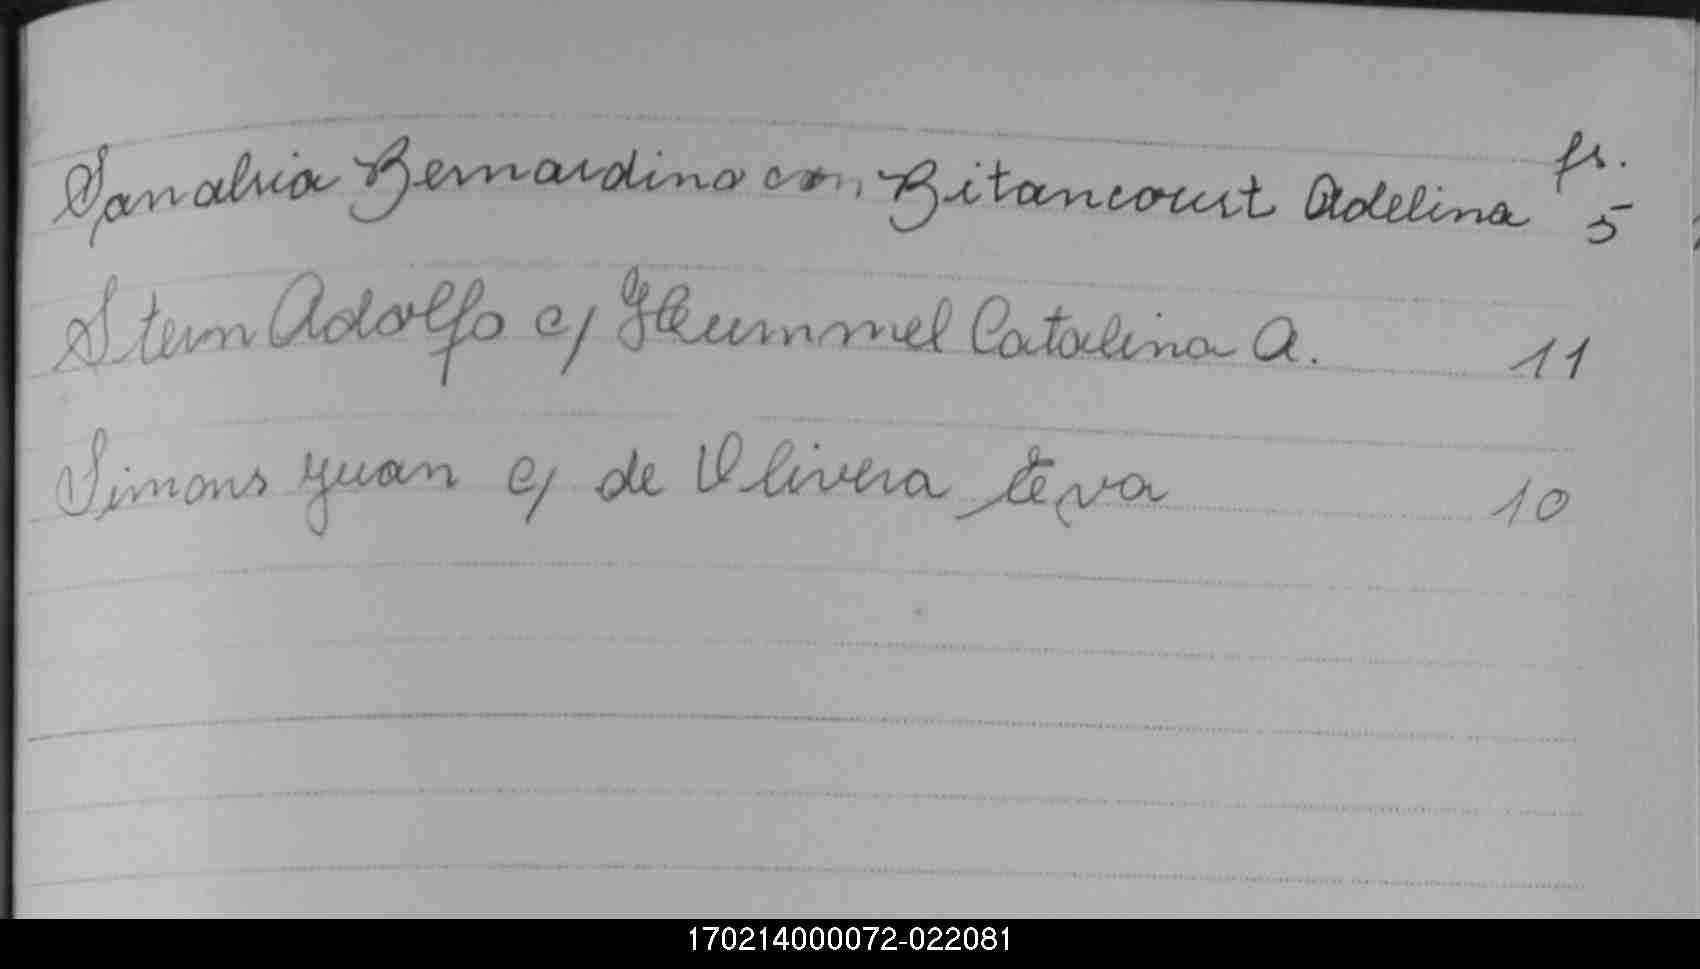 fs.
Sanabria Bernardino con, Bitancourt Adelina 5
Stern Adolfo c/ Hummel Catalina A. 11
Simons Juan c/ de Olivera Eva 10
170214000072-022081